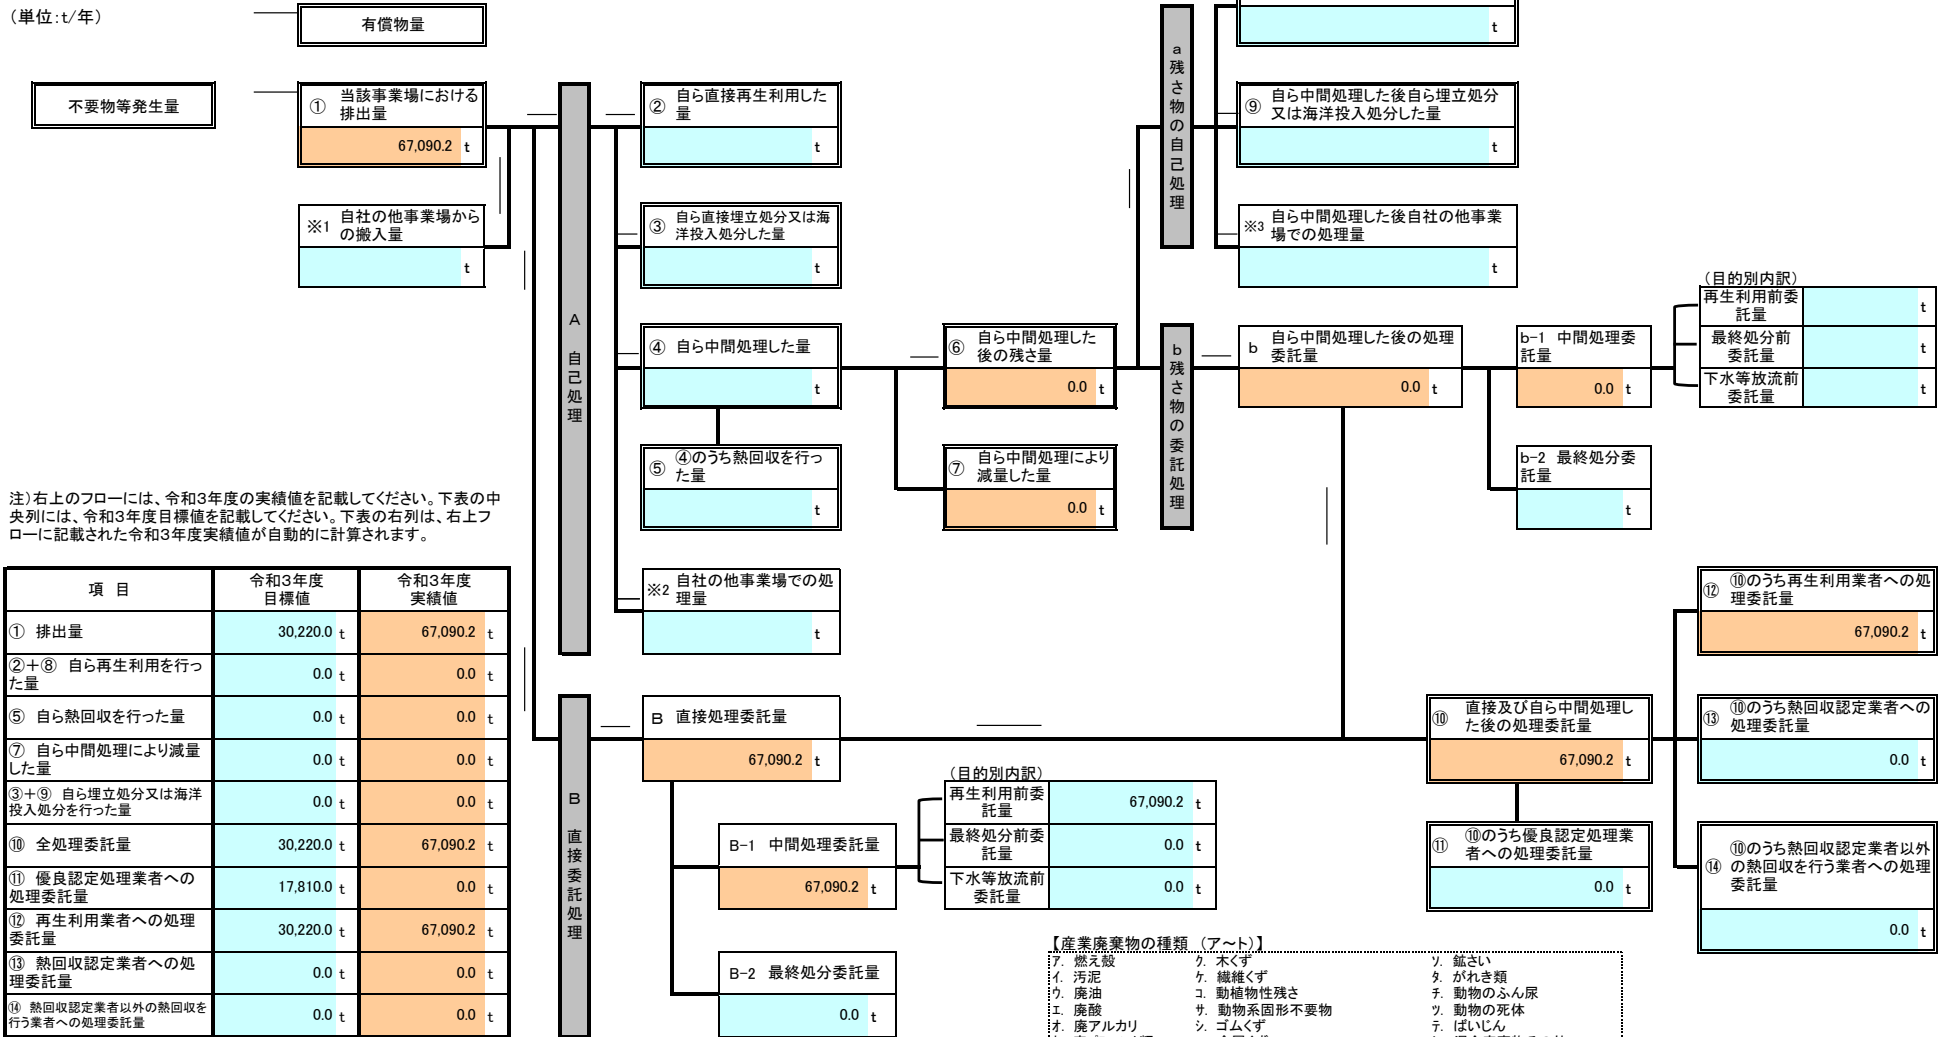 （単位：t/年）
有償物量
t
不要物等発生量
① 当該事業場における
排出量
67,090.2 t
※1 自社の他事業場から
の搬入量
t
A
自己処理
② 自ら直接再生利用した
量
t
③ 自ら直接埋立処分又は海
洋投入処分した量
t
④ 自ら中間処理した量
t
⑤ ④のうち熱回収を行っ
た量
t
※2 自社の他事業場での処
理量
t
⑥ 自ら中間処理した
後の残さ量
0.0 t
⑦ 自ら中間処理により
減量した量
0.0 t
a
残さ物の自己処理
⑨ 自ら中間処理した後自ら埋立処分
又は海洋投入処分した量
t
※3 自ら中間処理した後自社の他事業
場での処理量
t
b
残さ物の委託処理
b 自ら中間処理した後の処理
委託量
0.0 t
b-1 中間処理委
託量
0.0 t
b-2 最終処分委
託量
t
（目的別内訳）
再生利用前委
託量
t
最終処分前
委託量
t
下水等放流前
委託量
t
注）右上のフローには、令和3年度の実績値を記載してください。下表の中
央列には、令和3年度目標値を記載してください。下表の右列は、右上フ
ローに記載された令和3年度実績値が自動的に計算されます。
項 目 令和3年度
目標値 令和3年度
実績値
① 排出量 30,220.0 t 67,090.2 t
②＋⑧ 自ら再生利用を行っ
た量 0.0 t 0.0 t
⑤ 自ら熱回収を行った量 0.0 t 0.0 t
⑦ 自ら中間処理により減量
した量 0.0 t 0.0 t
③＋⑨ 自ら埋立処分又は海洋
投入処分を行った量 0.0 t 0.0 t
⑩ 全処理委託量 30,220.0 t 67,090.2 t
⑪ 優良認定処理業者への
処理委託量 17,810.0 t 0.0 t
⑫ 再生利用業者への処理
委託量 30,220.0 t 67,090.2 t
⑬ 熱回収認定業者への処
理委託量 0.0 t 0.0 t
⑭ 熱回収認定業者以外の熱回収を
行う業者への処理委託量 0.0 t 0.0 t
B
直接委託処理
B 直接処理委託量
67,090.2 t
B-1 中間処理委託量
67,090.2 t
B-2 最終処分委託量
0.0 t
（目的別内訳）
再生利用前委
託量
67,090.2 t
最終処分前委
託量
0.0 t
下水等放流前
委託量
0.0 t
⑩ 直接及び自ら中間処理し
た後の処理委託量
67,090.2 t
⑪ ⑩のうち優良認定処理業
者への処理委託量
0.0 t
⑫ ⑩のうち再生利用業者への処
理委託量
67,090.2 t
⑬ ⑩のうち熱回収認定業者への
処理委託量
0.0 t
⑭ ⑩のうち熱回収認定業者以外
の熱回収を行う業者への処理
委託量
0.0 t
【産業廃棄物の種類 （ア～ト）】
ア．燃え殻 ク．木くず ソ．鉱さい
イ．汚泥 ケ．繊維くず タ．がれき類
ウ．廃油 コ．動植物性残さ チ．動物のふん尿
エ．廃酸 サ．動物系固形不要物 ツ．動物の死体
オ．廃アルカリ シ．ゴムくず テ．ばいじん